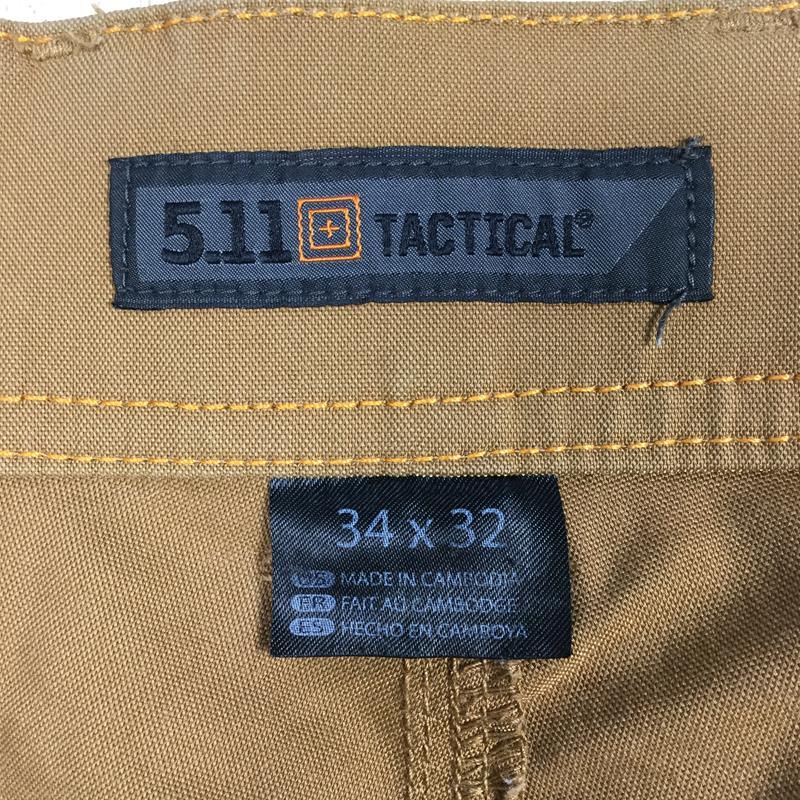 5.11 TACTICAL®
34 x 32
US MADE IN CAMBODIA
FR FAIT AU CAMBODGE
ES HECHO EN CAMBOYA